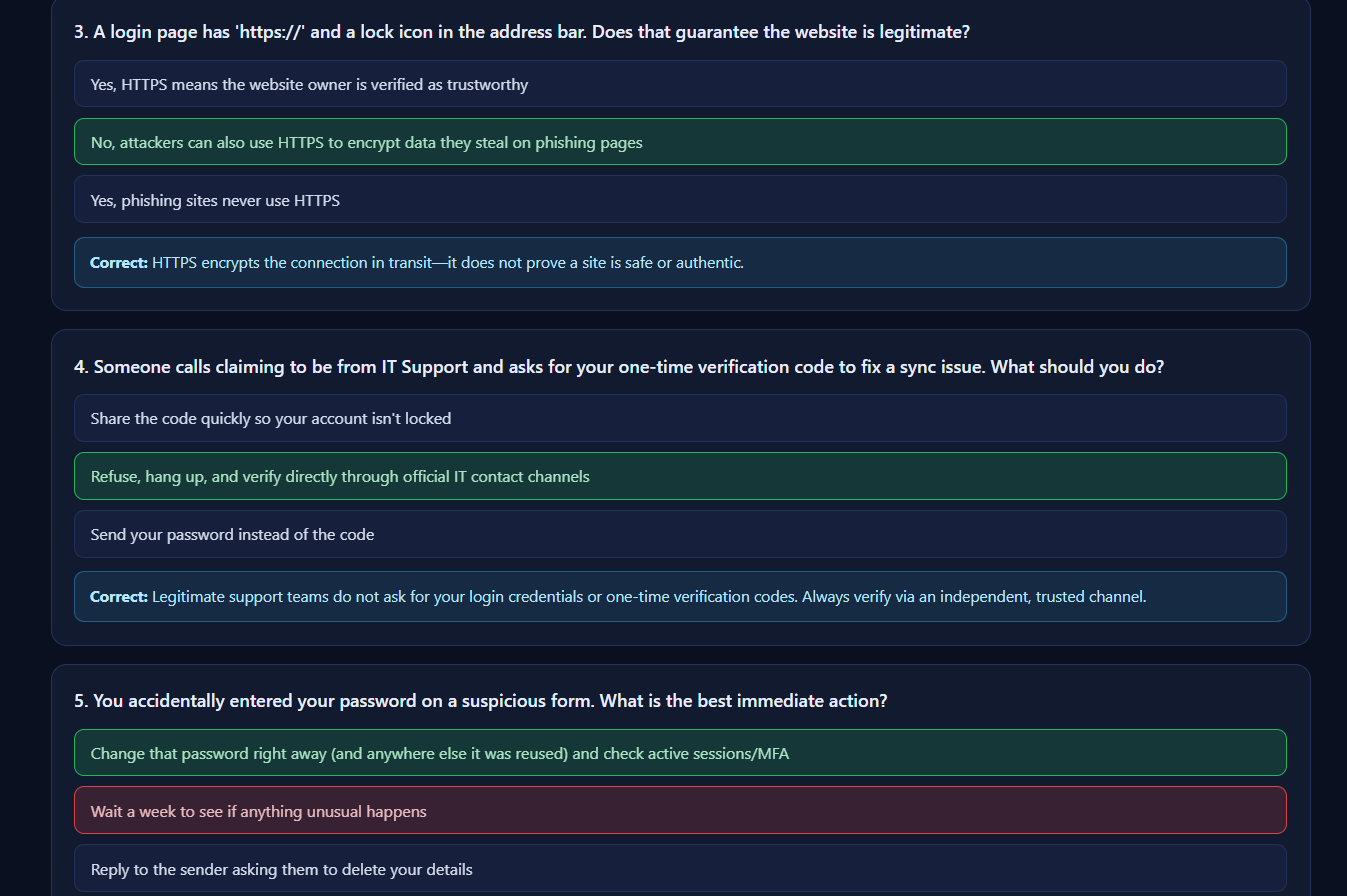 3. A login page has 'https://' and a lock icon in the address bar. Does that guarantee the website is legitimate?
Yes, HTTPS means the website owner is verified as trustworthy
No, attackers can also use HTTPS to encrypt data they steal on phishing pages
Yes, phishing sites never use HTTPS
Correct: HTTPS encrypts the connection in transit—it does not prove a site is safe or authentic.
4. Someone calls claiming to be from IT Support and asks for your one-time verification code to fix a sync issue. What should you do?
Share the code quickly so your account isn't locked
Refuse, hang up, and verify directly through official IT contact channels
Send your password instead of the code
Correct: Legitimate support teams do not ask for your login credentials or one-time verification codes. Always verify via an independent, trusted channel.
5. You accidentally entered your password on a suspicious form. What is the best immediate action?
Change that password right away (and anywhere else it was reused) and check active sessions/MFA
Wait a week to see if anything unusual happens
Reply to the sender asking them to delete your details